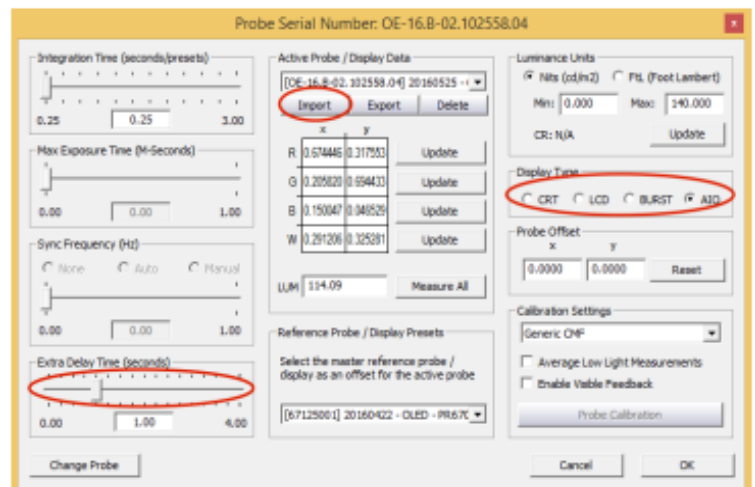 Probe Serial Number: OE-16.B-02.102558.04
x
Integration Time (seconds/presets)
0.25 0.25 3.00
Max Exposure Time (M-Seconds)
0.00 0.00 1.00
Sync Frequency (Hz)
None Auto Manual
0.00 0.00 1.00
Extra Delay Time (seconds)
0.00 1.00 4.00
Change Probe
Active Probe / Display Data
[OE-16.B-02.102558.04] 20160525 -
Import Export Delete
x y
R 0.674446 0.317553 Update
G 0.205820 0.694433 Update
B 0.150047 0.046529 Update
W 0.291206 0.325281 Update
LUM 114.09 Measure All
Reference Probe / Display Presets
Select the master reference probe /
display as an offset for the active probe
[67125001] 20160422 - OLED - PR67
Luminance Units
Nits (cd/m2) FtL (Foot Lambert)
Min: 0.000 Max: 140.000
CR: N/A Update
Display Type
CRT LCD BURST AIO
Probe Offset
x y
0.0000 0.0000 Reset
Calibration Settings
Generic CMF
Average Low Light Measurements
Enable Visible Feedback
Probe Calibration
Cancel OK